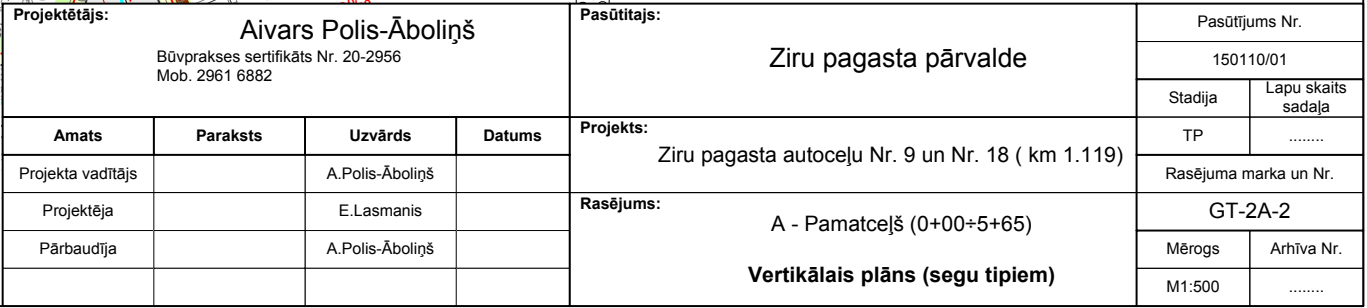 Projektētājs:
Aivars Polis-Āboliņš
Būvprakses sertifikāts Nr. 20-2956
Mob. 2961 6882
Pasūtitajs:
Ziru pagasta pārvalde
Pasūtījums Nr.
150110/01
Stadija
Lapu skaits
sadaļa
Amats Paraksts Uzvārds Datums
Projekts:
Ziru pagasta autoceļu Nr. 9 un Nr. 18 ( km 1.119)
TP ........
Projekta vadītājs A.Polis-Āboliņš
Rasējuma marka un Nr.
Projektēja E.Lasmanis
Rasējums:
A - Pamatceļš (0+00÷5+65)
GT-2A-2
Pārbaudīja A.Polis-Āboliņš
Mērogs Arhīva Nr.
Vertikālais plāns (segu tipiem)
M1:500 ........